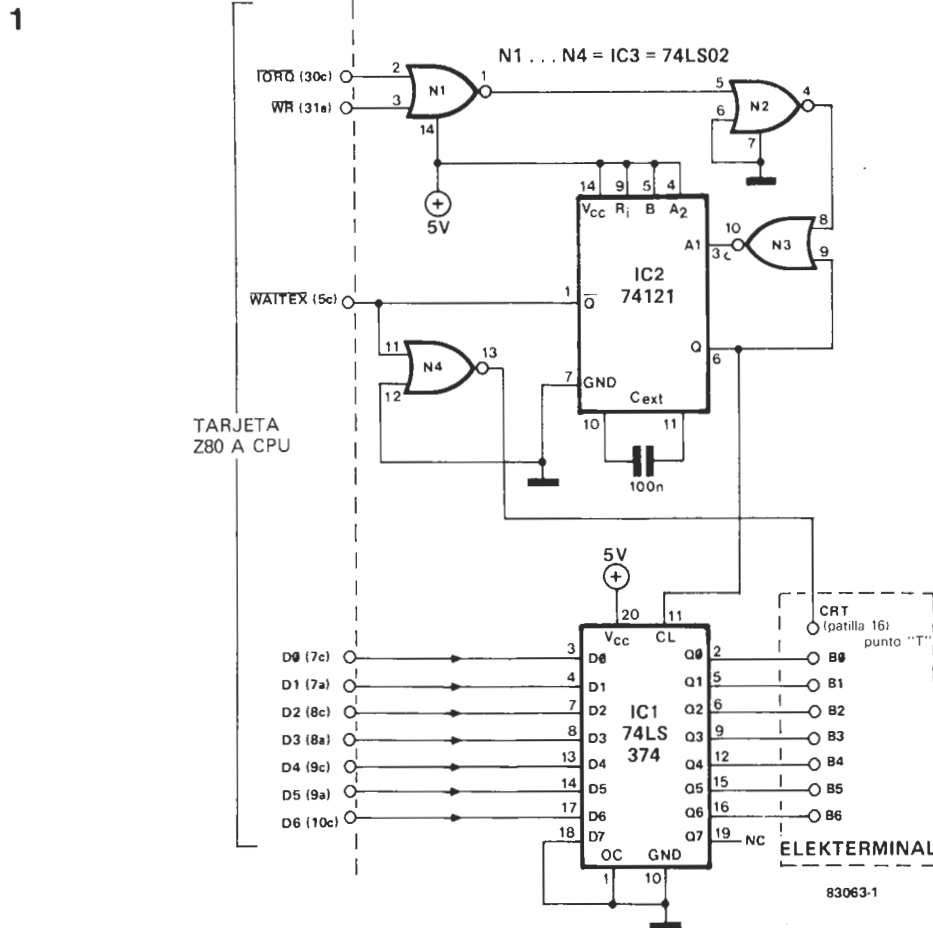 1
N1 . . . N4 = IC3 = 74LS02
IORQ (30c)
WR (31a)
2
3
N1
1
14
5V
5
6
N2
4
7
14 9 5 4
Vcc Ri B A2
A1
3c
10
N3
8
9
IC2
74121
WAITEX (5c)
1
Q
Q
6
11
12
N4
13
7
GND
Cext
10
11
100n
TARJETA
Z80 A CPU
5V
20
11
Vcc
CL
CRT
(patilla 16)
punto "T"
D0 (7c) 3 D0 Q0 2 B0
D1 (7a) 4 D1 Q1 5 B1
D2 (8c) 7 D2 Q2 6 B2
D3 (8a) 8 D3 Q3 9 B3
D4 (9c) 13 D4 Q4 12 B4
D5 (9a) 14 D5 Q5 15 B5
D6 (10c) 17 D6 Q6 16 B6
18 D7 Q7 19 NC
IC1
74LS
374
OC
GND
1
10
ELEKTERMINAL
83063-1